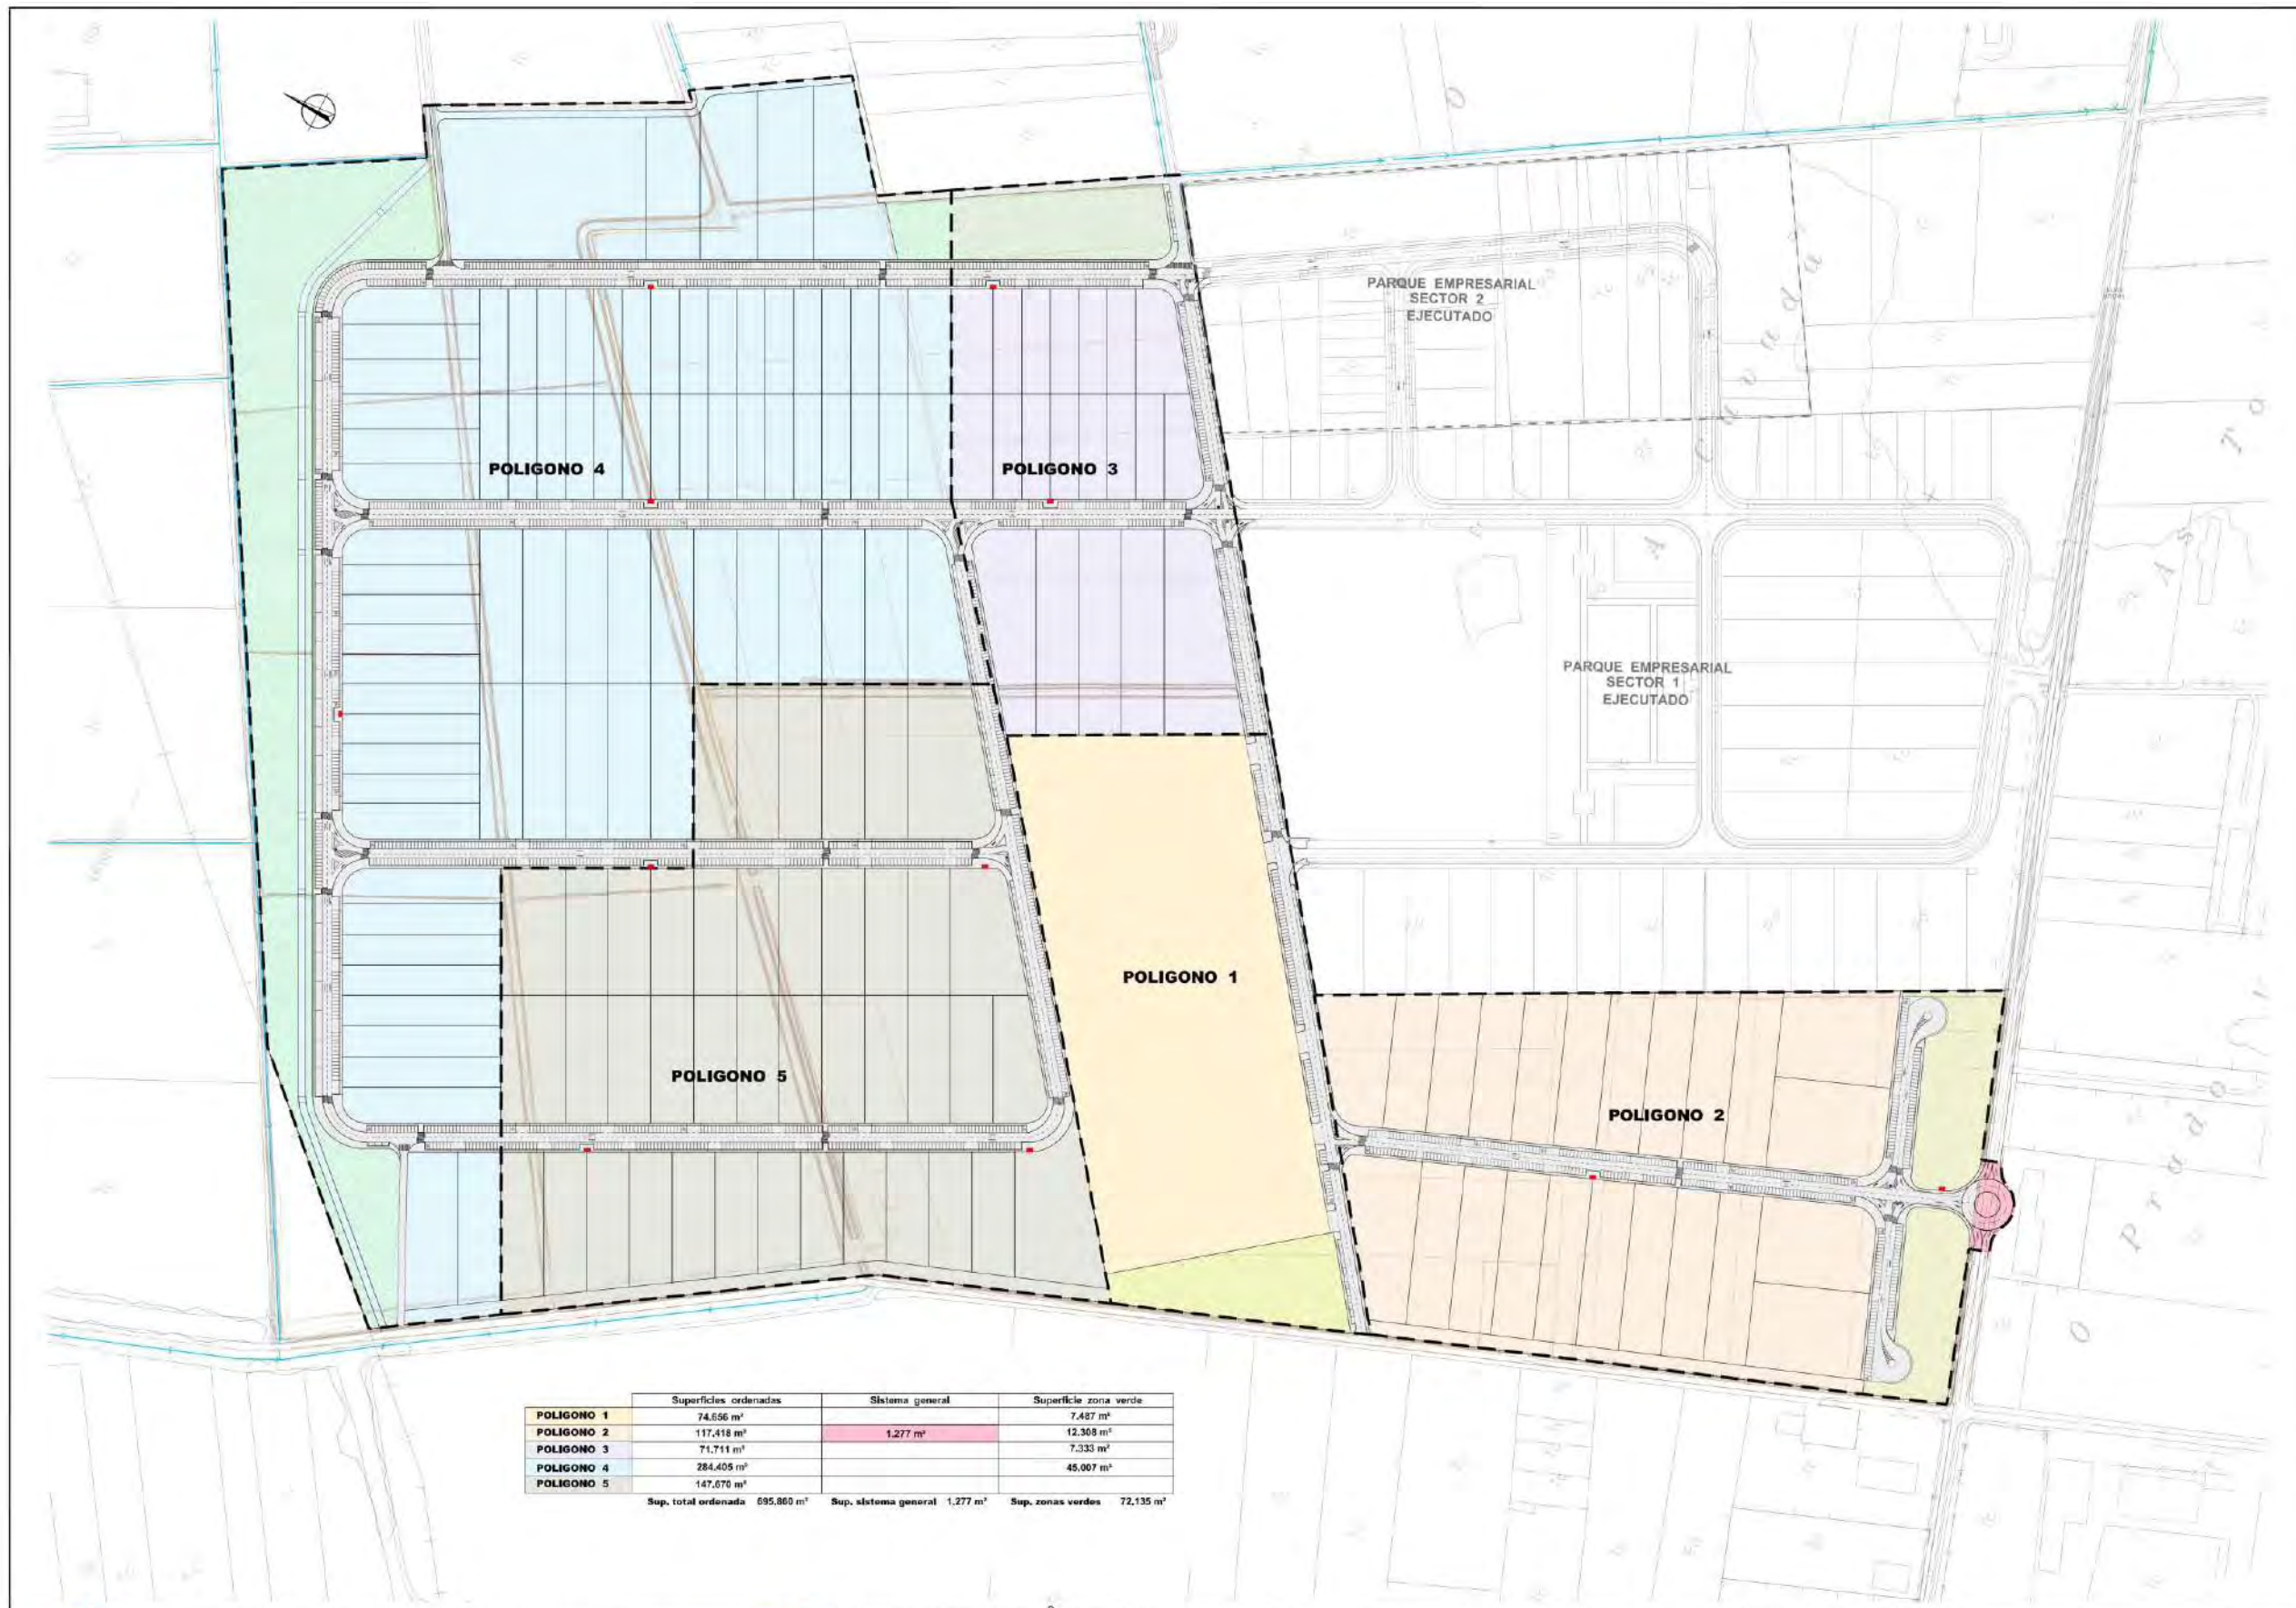 PARQUE EMPRESARIAL
SECTOR 2
EJECUTADO
POLIGONO 4
POLIGONO 3
PARQUE EMPRESARIAL
SECTOR 1
EJECUTADO
POLIGONO 1
POLIGONO 5
POLIGONO 2
Prado
Superficies ordenadas Sistema general Superficie zona verde
POLIGONO 1 74.656 m² 7.487 m²
POLIGONO 2 117.418 m² 1.277 m² 12.308 m²
POLIGONO 3 71.711 m² 7.333 m²
POLIGONO 4 284.405 m² 45.007 m²
POLIGONO 5 147.670 m²
Sup. total ordenada 695.860 m² Sup. sistema general 1.277 m² Sup. zonas verdes 72.135 m²